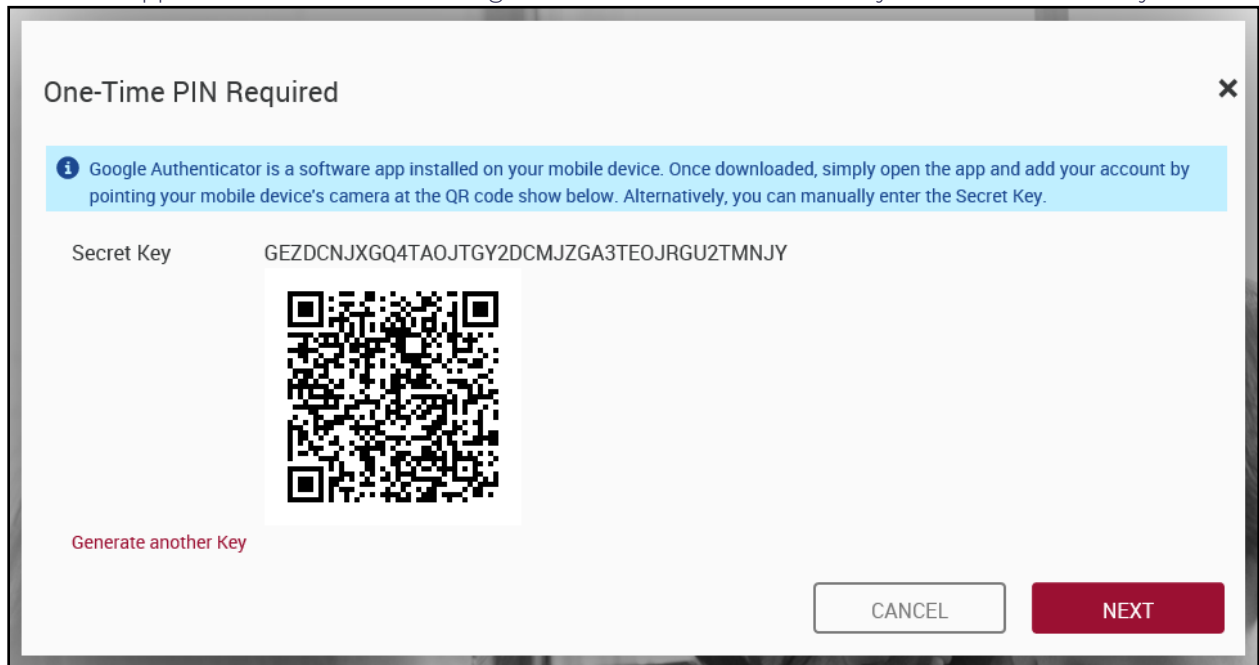 One-Time PIN Required
Google Authenticator is a software app installed on your mobile device. Once downloaded, simply open the app and add your account by
pointing your mobile device's camera at the QR code show below. Alternatively, you can manually enter the Secret Key.
Secret Key GEZDCNJXGQ4TAOJTGY2DCMJZGA3TEOJRGU2TMNJY
Generate another Key
CANCEL NEXT